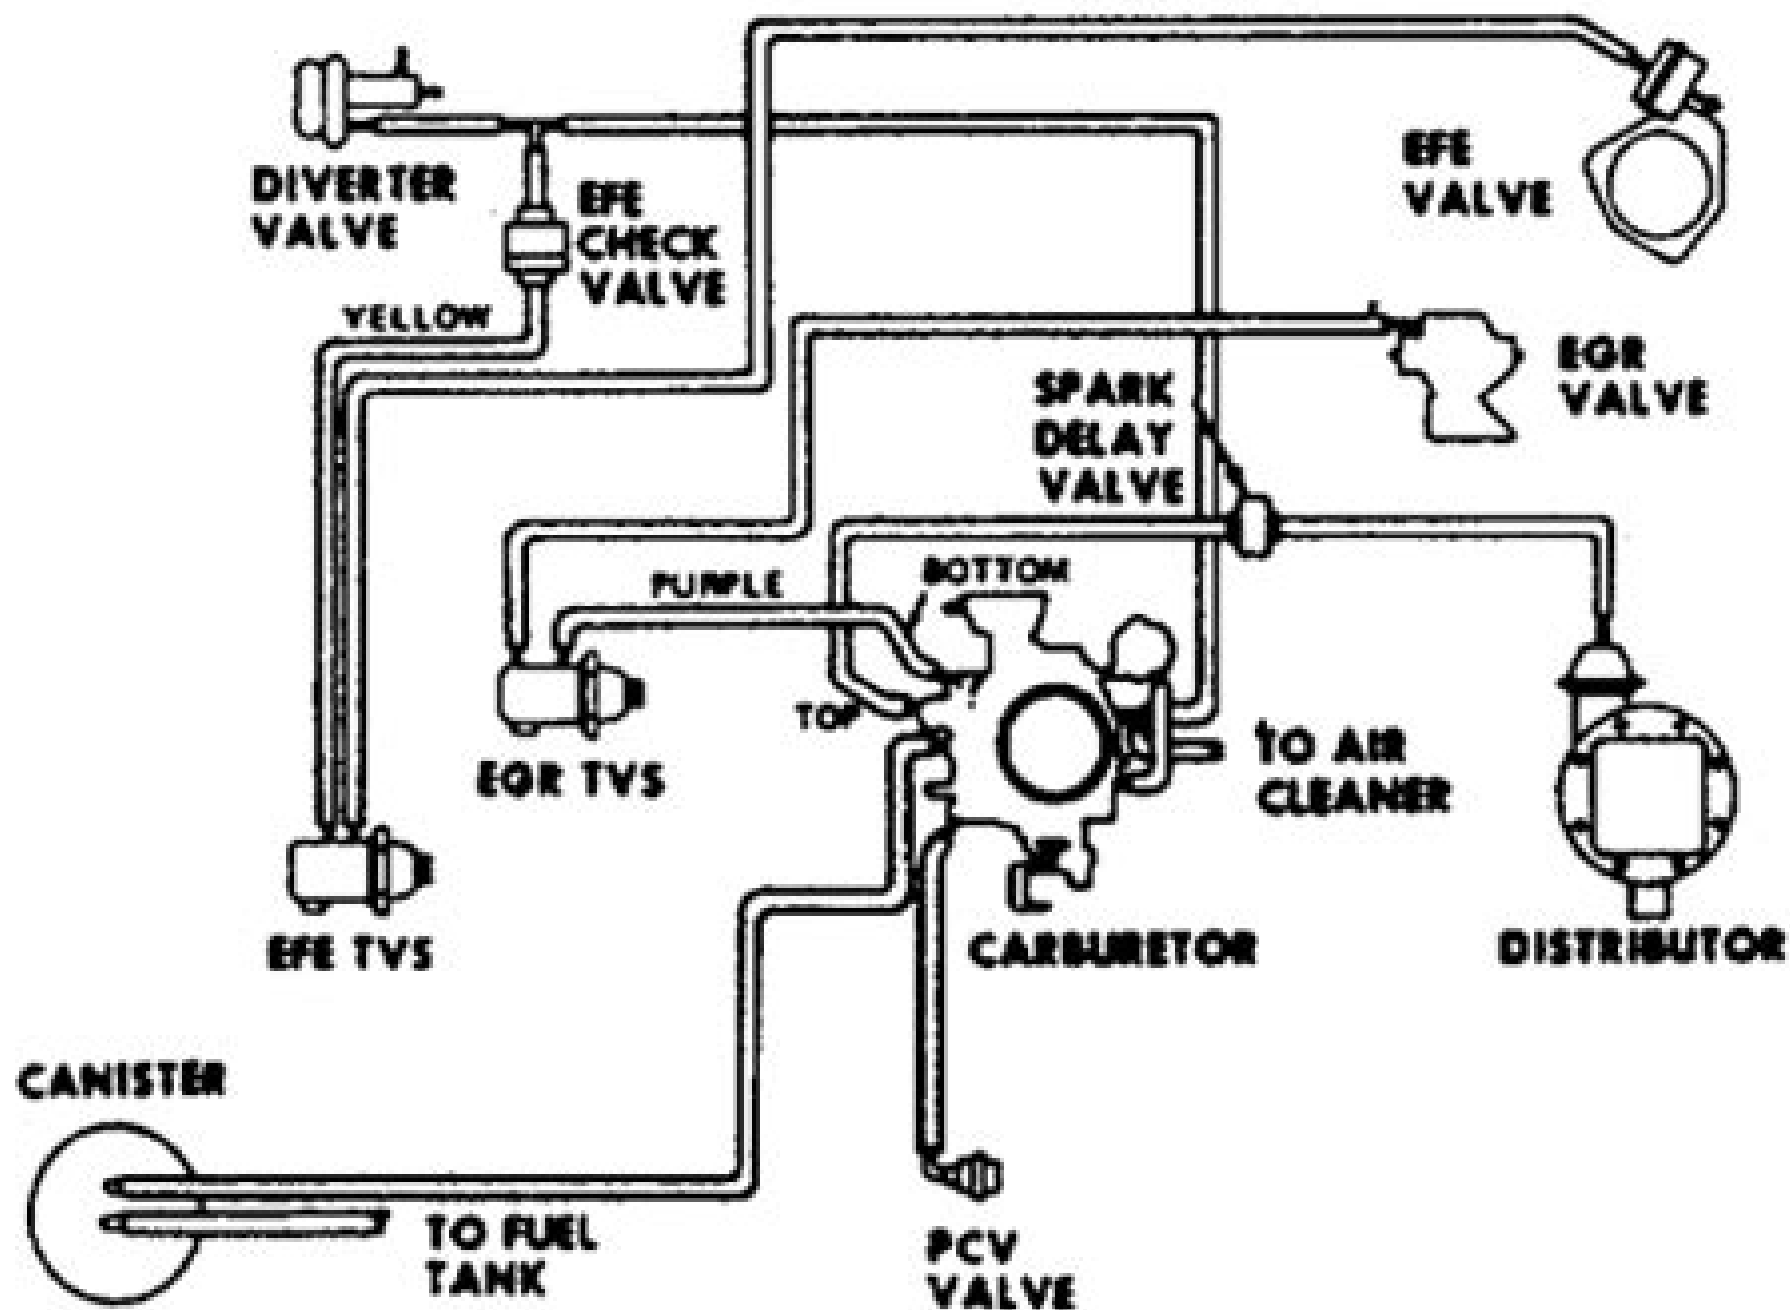 DIVERTER
VALVE
EFE
CHECK
VALVE
YELLOW
EFE
VALVE
EGR
VALVE
SPARK
DELAY
VALVE
PURPLE
BOTTOM
TOP
EGR TVS
TO AIR
CLEANER
EFE TVS
CARBURETOR
DISTRIBUTOR
CANISTER
TO FUEL
TANK
PCV
VALVE